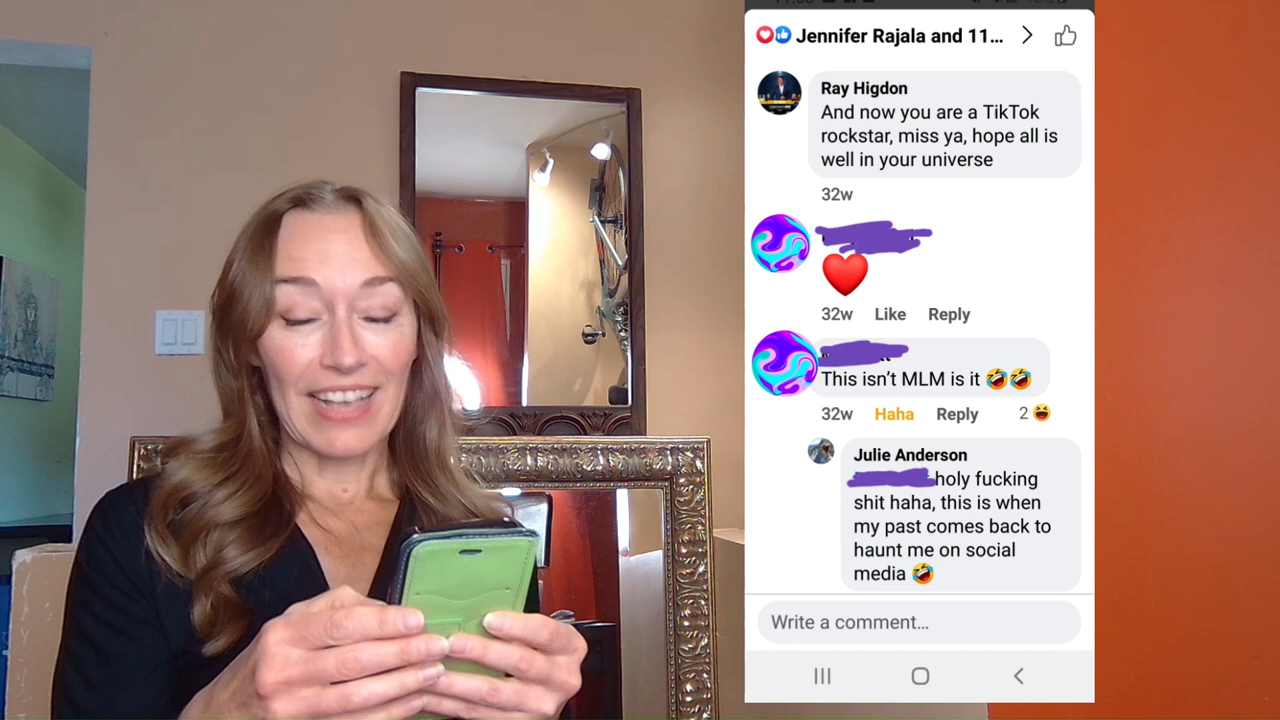 Jennifer Rajala and 11...
Ray Higdon
And now you are a TikTok
rockstar, miss ya, hope all is
well in your universe
32w
32w Like Reply
This isn't MLM is it 🤣🤣
32w Haha Reply 2
Julie Anderson
holy fucking
shit haha, this is when
my past comes back to
haunt me on social
media 🤣
Write a comment...